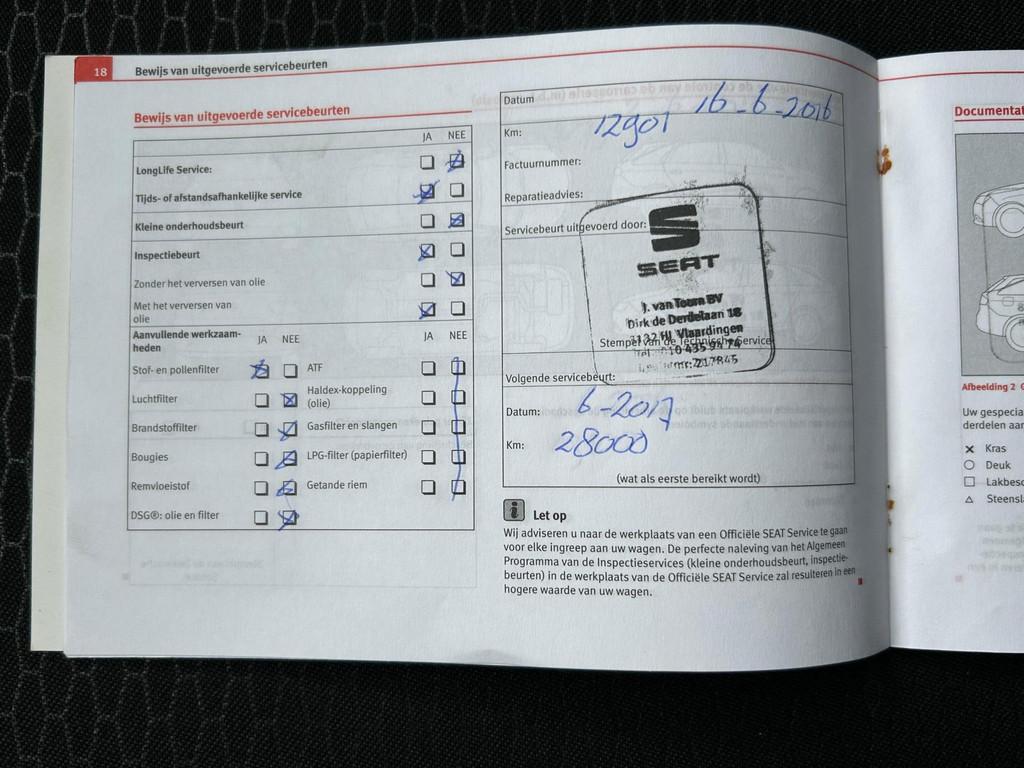 18 Bewijs van uitgevoerde servicebeurten
Bewijs van uitgevoerde servicebeurten
JA NEE
LongLife Service:
Tijds- of afstandsafhankelijke service
Kleine onderhoudsbeurt
Inspectiebeurt
Zonder het verversen van olie
Met het verversen van
olie
Aanvullende werkzaam-
heden
JA NEE JA NEE
Stof- en pollenfilter ATF
Luchtfilter Haldex-koppeling
(olie)
Brandstoffilter Gasfilter en slangen
Bougies LPG-filter (papierfilter)
Remvloeistof Getande riem
DSG®: olie en filter
Datum 16-6-2016
Km: 12901
Factuurnummer:
Reparatieadvies:
Servicebeurt uitgevoerd door:
SEAT
J. van Toorn BV
Dirk de Derdelaan 18
Vlaardingen
010 435 94 74
Stempel van de Technische Service
Volgende servicebeurt:
Datum: 6-2017
Km: 28000
(wat als eerste bereikt wordt)
i Let op
Wij adviseren u naar de werkplaats van een Officiële SEAT Service te gaan
voor elke ingreep aan uw wagen. De perfecte naleving van het Algemeen
Programma van de Inspectieservices (kleine onderhoudsbeurt, inspectie-
beurten) in de werkplaats van de Officiële SEAT Service zal resulteren in een
hogere waarde van uw wagen.
Afbeelding 2
Uw
derdelen
Kras
Deuk